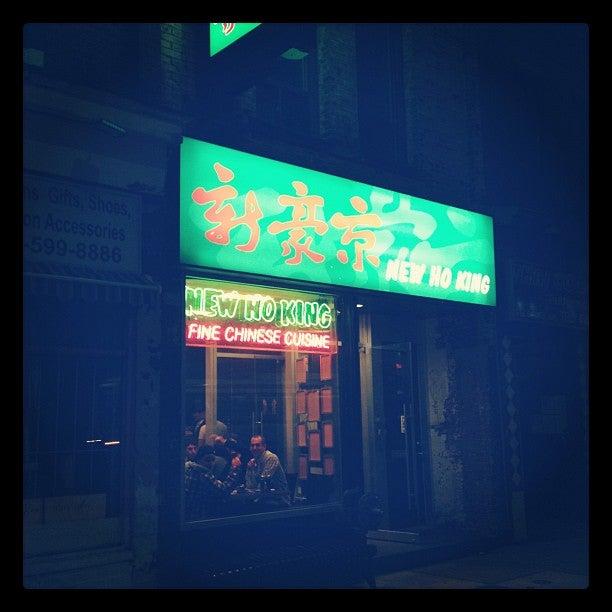 新豪京
NEW HO KING
NEW HO KING
FINE CHINESE CUISINE
Gifts, Shoes,
Accessories
-599-8886